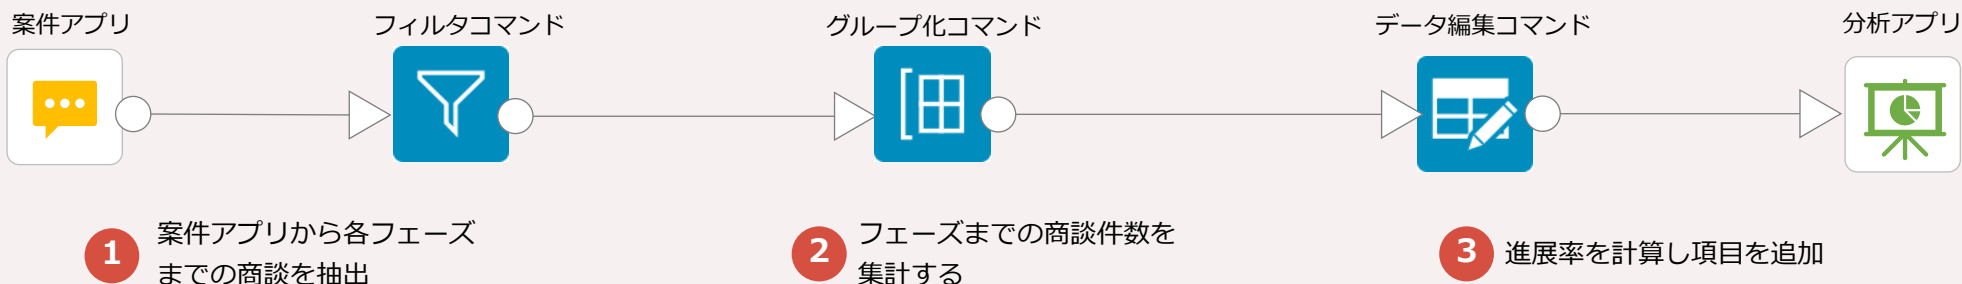 案件アプリ
フィルタコマンド
グループ化コマンド
データ編集コマンド
分析アプリ
1
案件アプリから各フェーズ
までの商談を抽出
2
フェーズまでの商談件数を
集計する
3
進展率を計算し項目を追加